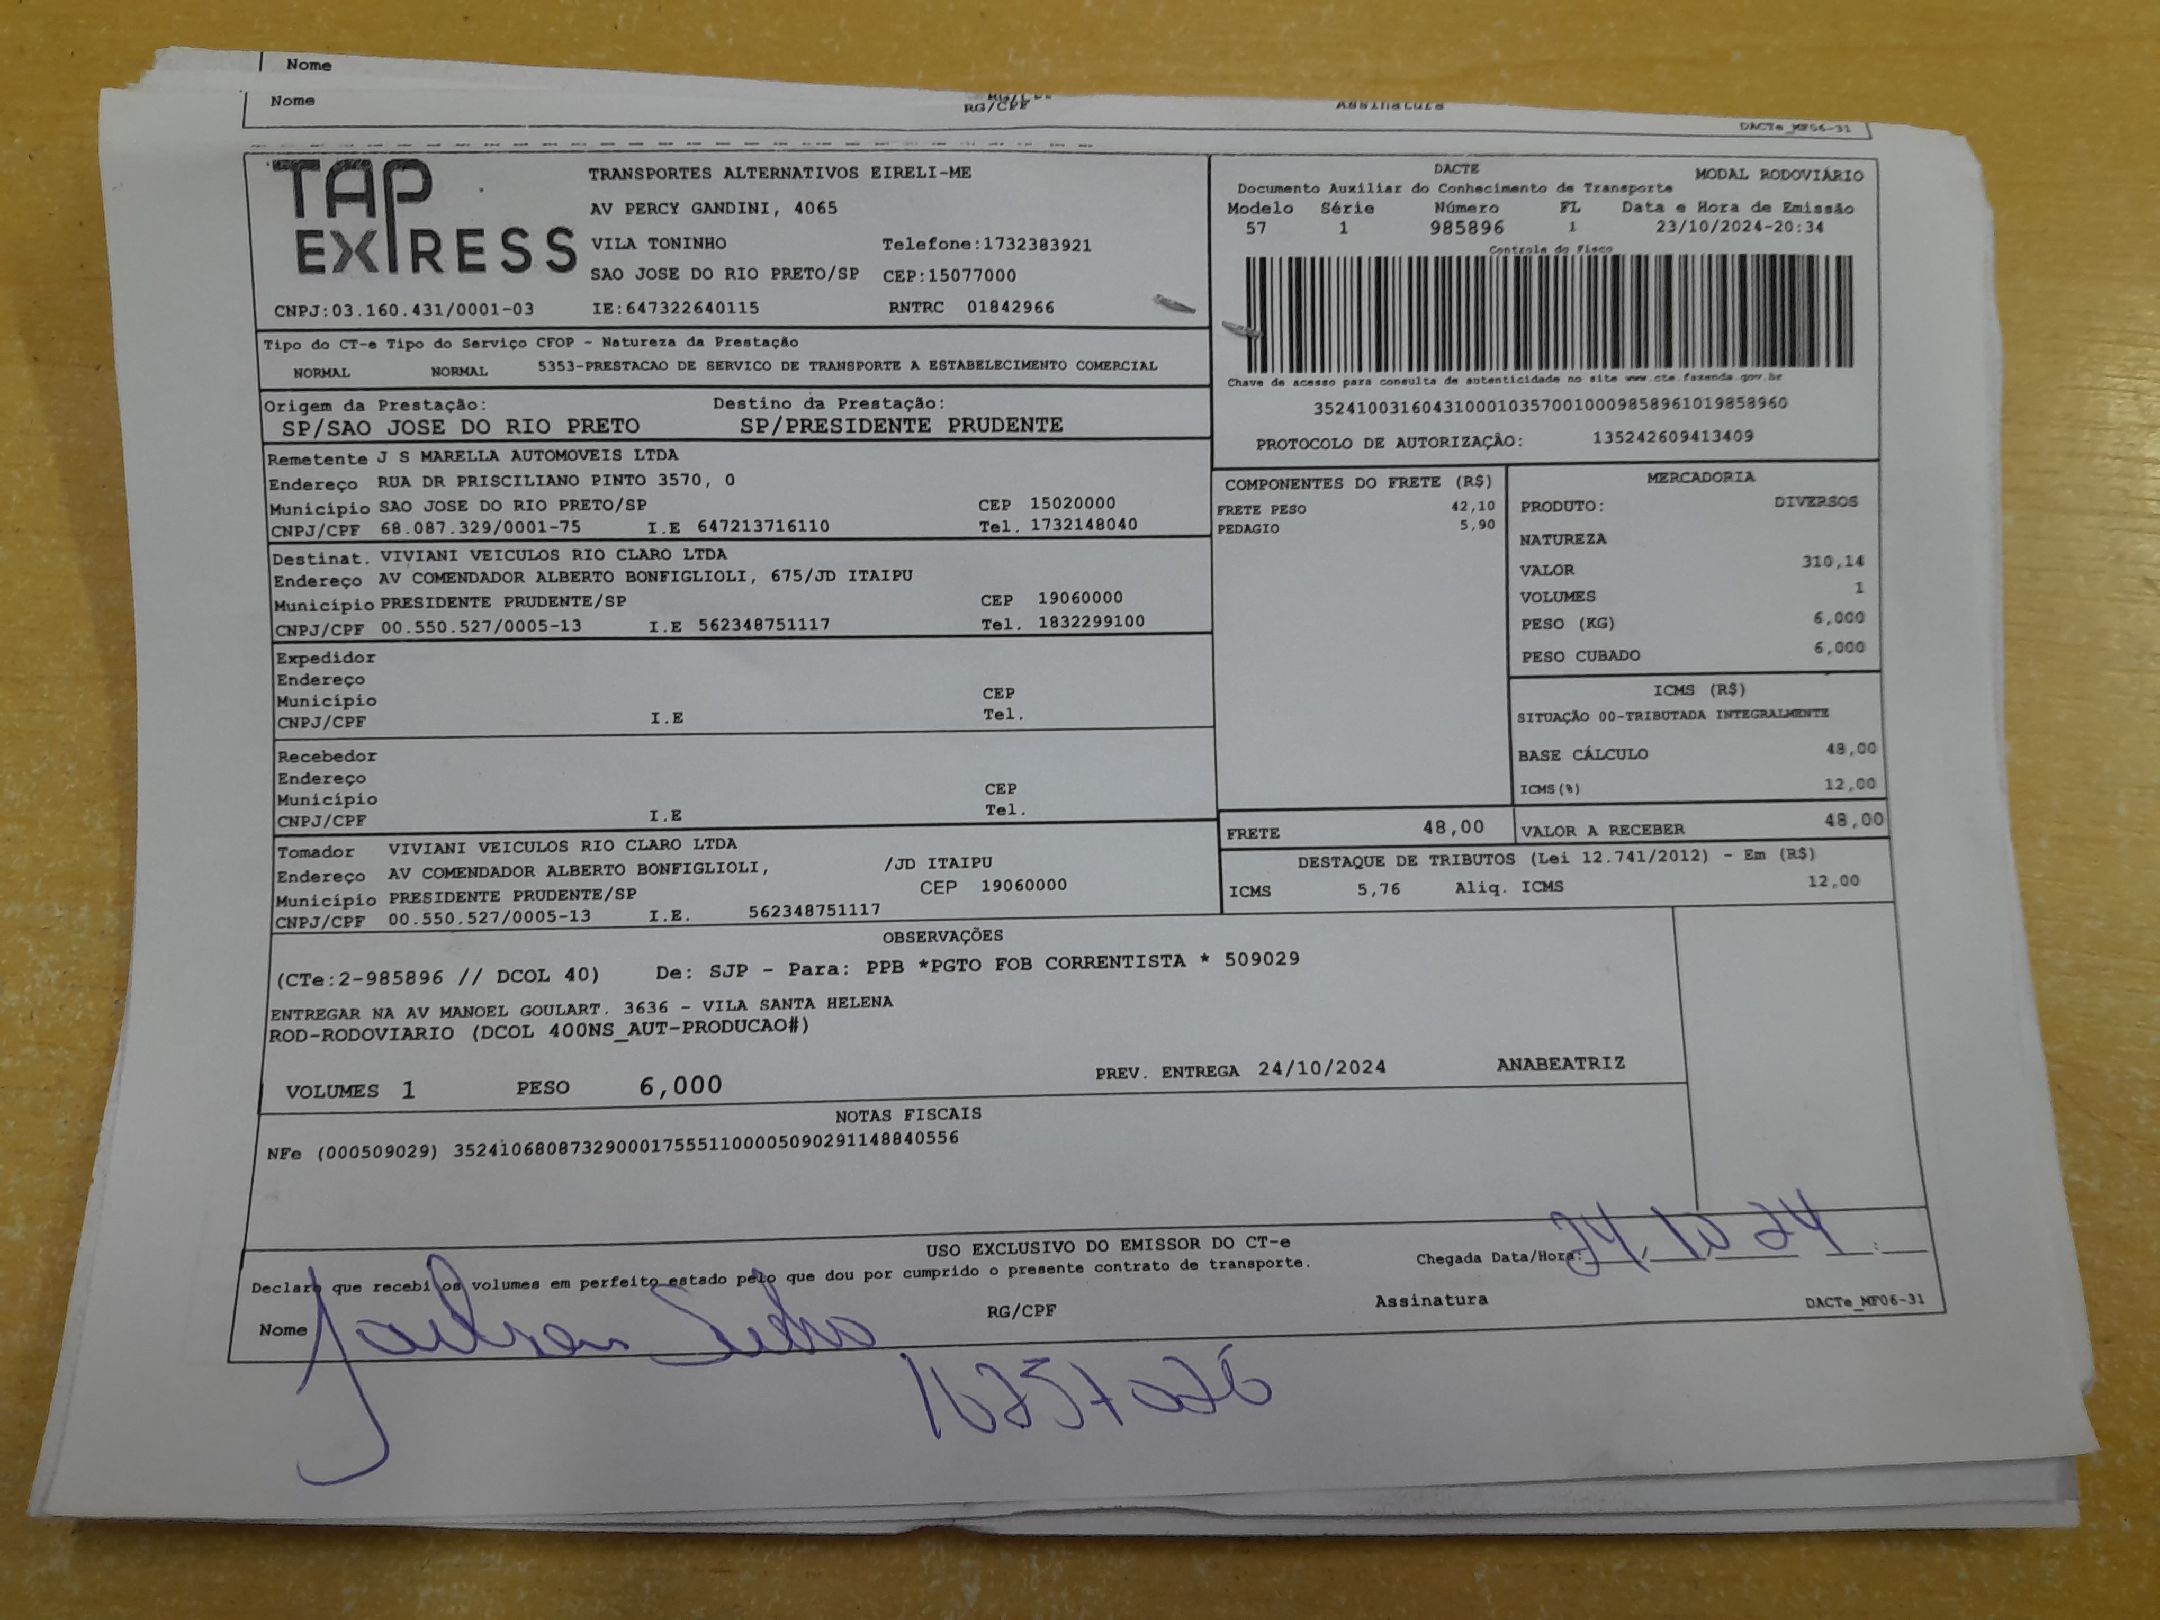 Nome
Nome
RG/CPF
Assinatura
DACTe_MF06-31
TAP EXPRESS
TRANSPORTES ALTERNATIVOS EIRELI-ME
AV PERCY GANDINI, 4065
VILA TONINHO Telefone:1732383921
SAO JOSE DO RIO PRETO/SP CEP:15077000
CNPJ:03.160.431/0001-03 IE:647322640115 RNTRC 01842966
DACTE MODAL RODOVIÁRIO
Documento Auxiliar do Conhecimento de Transporte
Modelo Série Número FL Data e Hora de Emissão
57 1 985896 1 23/10/2024-20:34
Controle do Fisco
Chave de acesso para consulta de autenticidade no site www.cte.fazenda.gov.br
35241003160431000103570010009858961019858960
PROTOCOLO DE AUTORIZAÇÃO: 135242609413409
Tipo do CT-e Tipo do Serviço CFOP - Natureza da Prestação
NORMAL NORMAL 5353-PRESTACAO DE SERVICO DE TRANSPORTE A ESTABELECIMENTO COMERCIAL
Origem da Prestação: Destino da Prestação:
SP/SAO JOSE DO RIO PRETO SP/PRESIDENTE PRUDENTE
Remetente J S MARELLA AUTOMOVEIS LTDA
Endereço RUA DR PRISCILIANO PINTO 3570, 0
Município SAO JOSE DO RIO PRETO/SP CEP 15020000
CNPJ/CPF 68.087.329/0001-75 I.E 647213716110 Tel. 1732148040
Destinat. VIVIANI VEICULOS RIO CLARO LTDA
Endereço AV COMENDADOR ALBERTO BONFIGLIOLI, 675/JD ITAIPU
Município PRESIDENTE PRUDENTE/SP CEP 19060000
CNPJ/CPF 00.550.527/0005-13 I.E 562348751117 Tel. 1832299100
Expedidor
Endereço
Município CEP
CNPJ/CPF I.E Tel.
Recebedor
Endereço
Município CEP
CNPJ/CPF I.E Tel.
Tomador VIVIANI VEICULOS RIO CLARO LTDA
Endereço AV COMENDADOR ALBERTO BONFIGLIOLI, /JD ITAIPU
Município PRESIDENTE PRUDENTE/SP CEP 19060000
CNPJ/CPF 00.550.527/0005-13 I.E. 562348751117
COMPONENTES DO FRETE (R$)
FRETE PESO 42,10
PEDAGIO 5,90
MERCADORIA
PRODUTO: DIVERSOS
NATUREZA
VALOR 310,14
VOLUMES 1
PESO (KG) 6,000
PESO CUBADO 6,000
ICMS (R$)
SITUAÇÃO 00-TRIBUTADA INTEGRALMENTE
BASE CÁLCULO 48,00
ICMS(%) 12,00
FRETE 48,00 VALOR A RECEBER 48,00
DESTAQUE DE TRIBUTOS (Lei 12.741/2012) - Em (R$)
ICMS 5,76 Aliq. ICMS 12,00
OBSERVAÇÕES
(CTe:2-985896 // DCOL 40) De: SJP - Para: PPB *PGTO FOB CORRENTISTA * 509029
ENTREGAR NA AV MANOEL GOULART. 3636 - VILA SANTA HELENA
ROD-RODOVIARIO (DCOL 400NS_AUT-PRODUCAO#)
VOLUMES 1 PESO 6,000 PREV. ENTREGA 24/10/2024 ANABEATRIZ
NOTAS FISCAIS
NFe (000509029) 35241068087329000175551100005090291148840556
USO EXCLUSIVO DO EMISSOR DO CT-e
Chegada Data/Hora: 24 10 24 :
Declaro que recebi os volumes em perfeito estado pelo que dou por cumprido o presente contrato de transporte.
Nome RG/CPF Assinatura DACTe_MF06-31